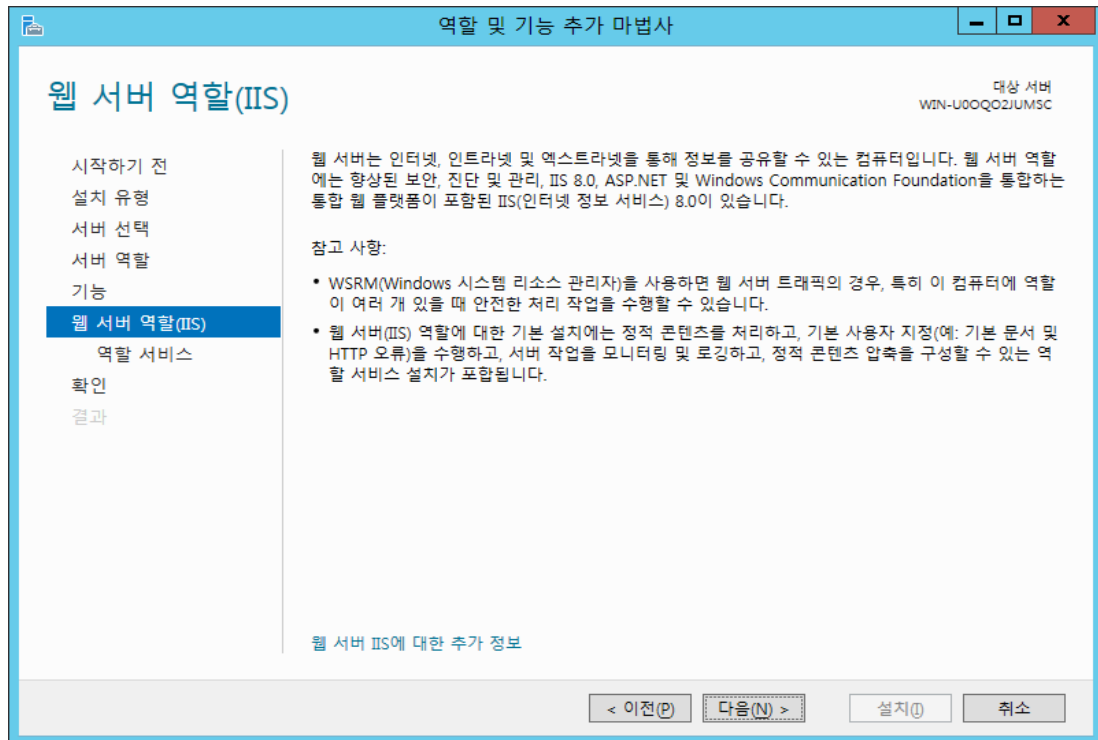 역할 및 기능 추가 마법사
웹 서버 역할(IIS)
대상 서버
WIN-U0OQO2JUMSC
시작하기 전
설치 유형
서버 선택
서버 역할
기능
웹 서버 역할(IIS)
역할 서비스
확인
결과
웹 서버는 인터넷, 인트라넷 및 엑스트라넷을 통해 정보를 공유할 수 있는 컴퓨터입니다. 웹 서버 역할
에는 향상된 보안, 진단 및 관리, IIS 8.0, ASP.NET 및 Windows Communication Foundation을 통합하는
통합 웹 플랫폼이 포함된 IIS(인터넷 정보 서비스) 8.0이 있습니다.
참고 사항:
• WSRM(Windows 시스템 리소스 관리자)을 사용하면 웹 서버 트래픽의 경우, 특히 이 컴퓨터에 역할
이 여러 개 있을 때 안전한 처리 작업을 수행할 수 있습니다.
• 웹 서버(IIS) 역할에 대한 기본 설치에는 정적 콘텐츠를 처리하고, 기본 사용자 지정(예: 기본 문서 및
HTTP 오류)을 수행하고, 서버 작업을 모니터링 및 로깅하고, 정적 콘텐츠 압축을 구성할 수 있는 역
할 서비스 설치가 포함됩니다.
웹 서버 IIS에 대한 추가 정보
< 이전(P)
다음(N) >
설치(I)
취소